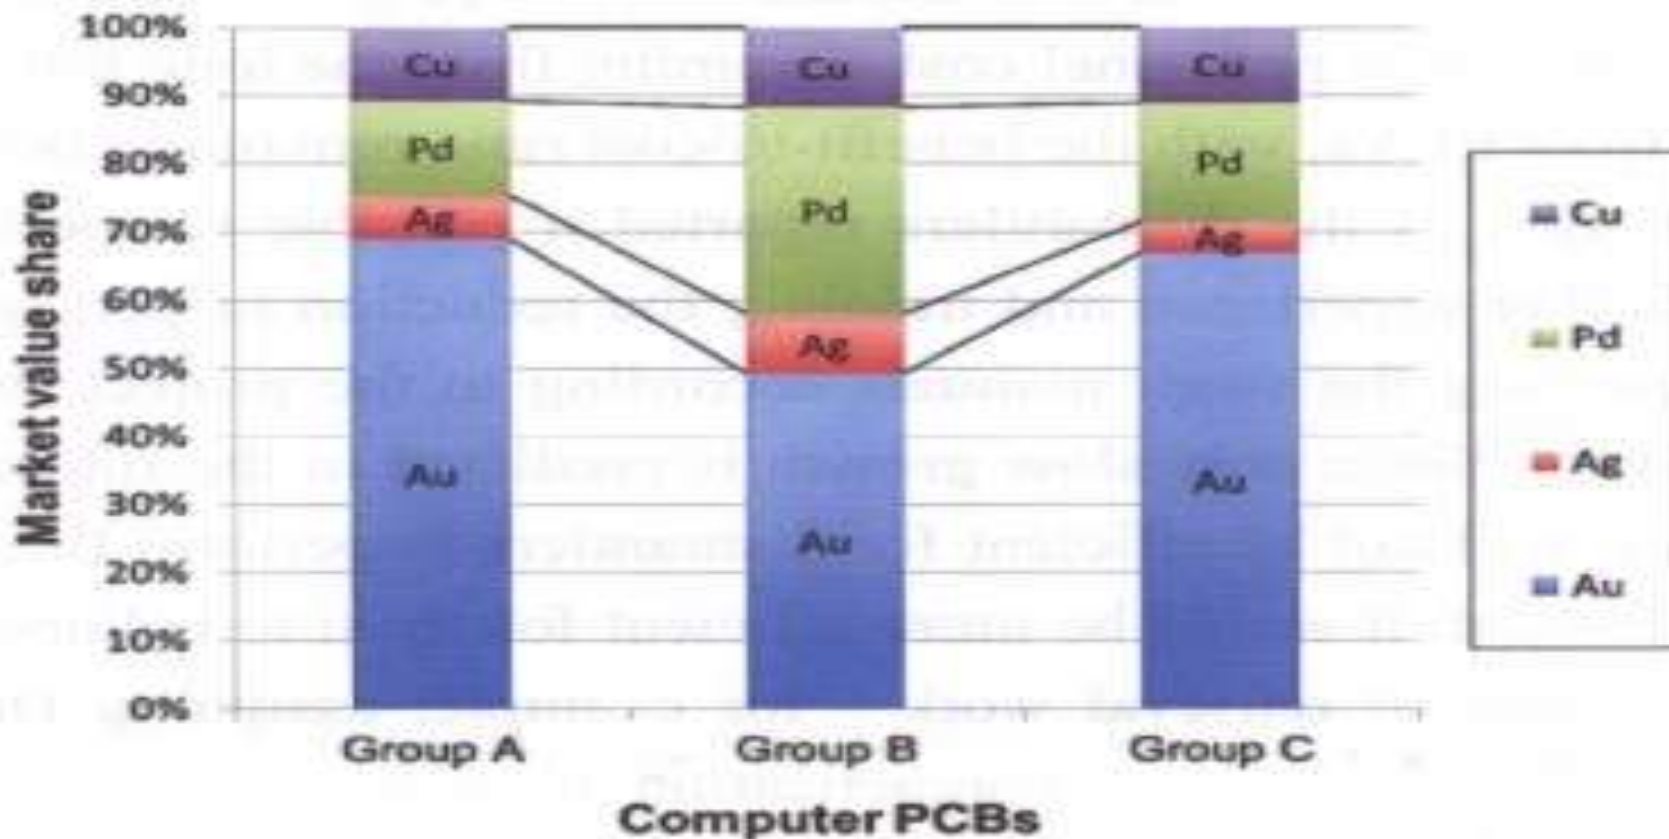 Market value share
100%
90%
80%
70%
60%
50%
40%
30%
20%
10%
0%
Cu
Pd
Ag
Au
Cu
Pd
Ag
Au
Cu
Pd
Ag
Au
Group A
Group B
Group C
Computer PCBs
Cu
Pd
Ag
Au